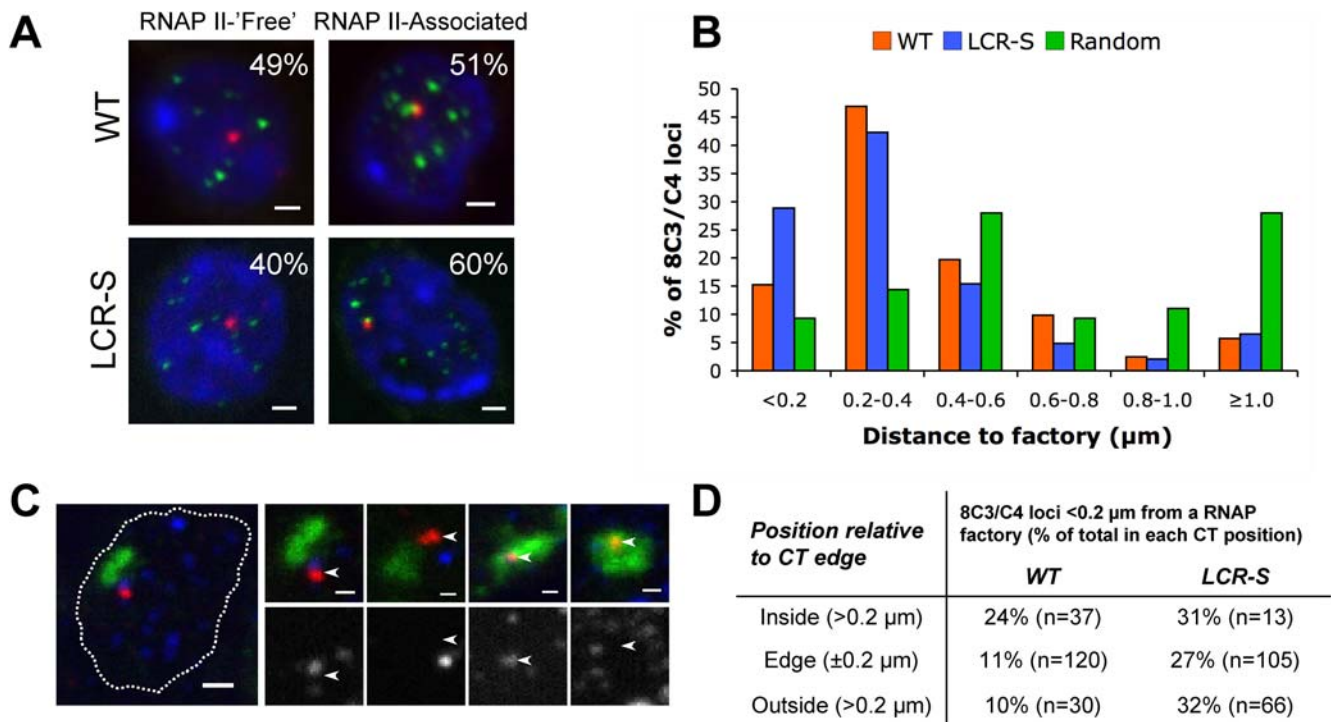 A
RNAP II-'Free' RNAP II-Associated
WT
49%
51%
LCR-S
40%
60%
B
WT LCR-S Random
% of 8C3/C4 loci
50
45
40
35
30
25
20
15
10
5
0
<0.2 0.2-0.4 0.4-0.6 0.6-0.8 0.8-1.0 ≥1.0
Distance to factory (µm)
C
D
Position relative to CT edge
8C3/C4 loci <0.2 µm from a RNAP
factory (% of total in each CT position)
WT LCR-S
Inside (>0.2 µm) 24% (n=37) 31% (n=13)
Edge (±0.2 µm) 11% (n=120) 27% (n=105)
Outside (>0.2 µm) 10% (n=30) 32% (n=66)